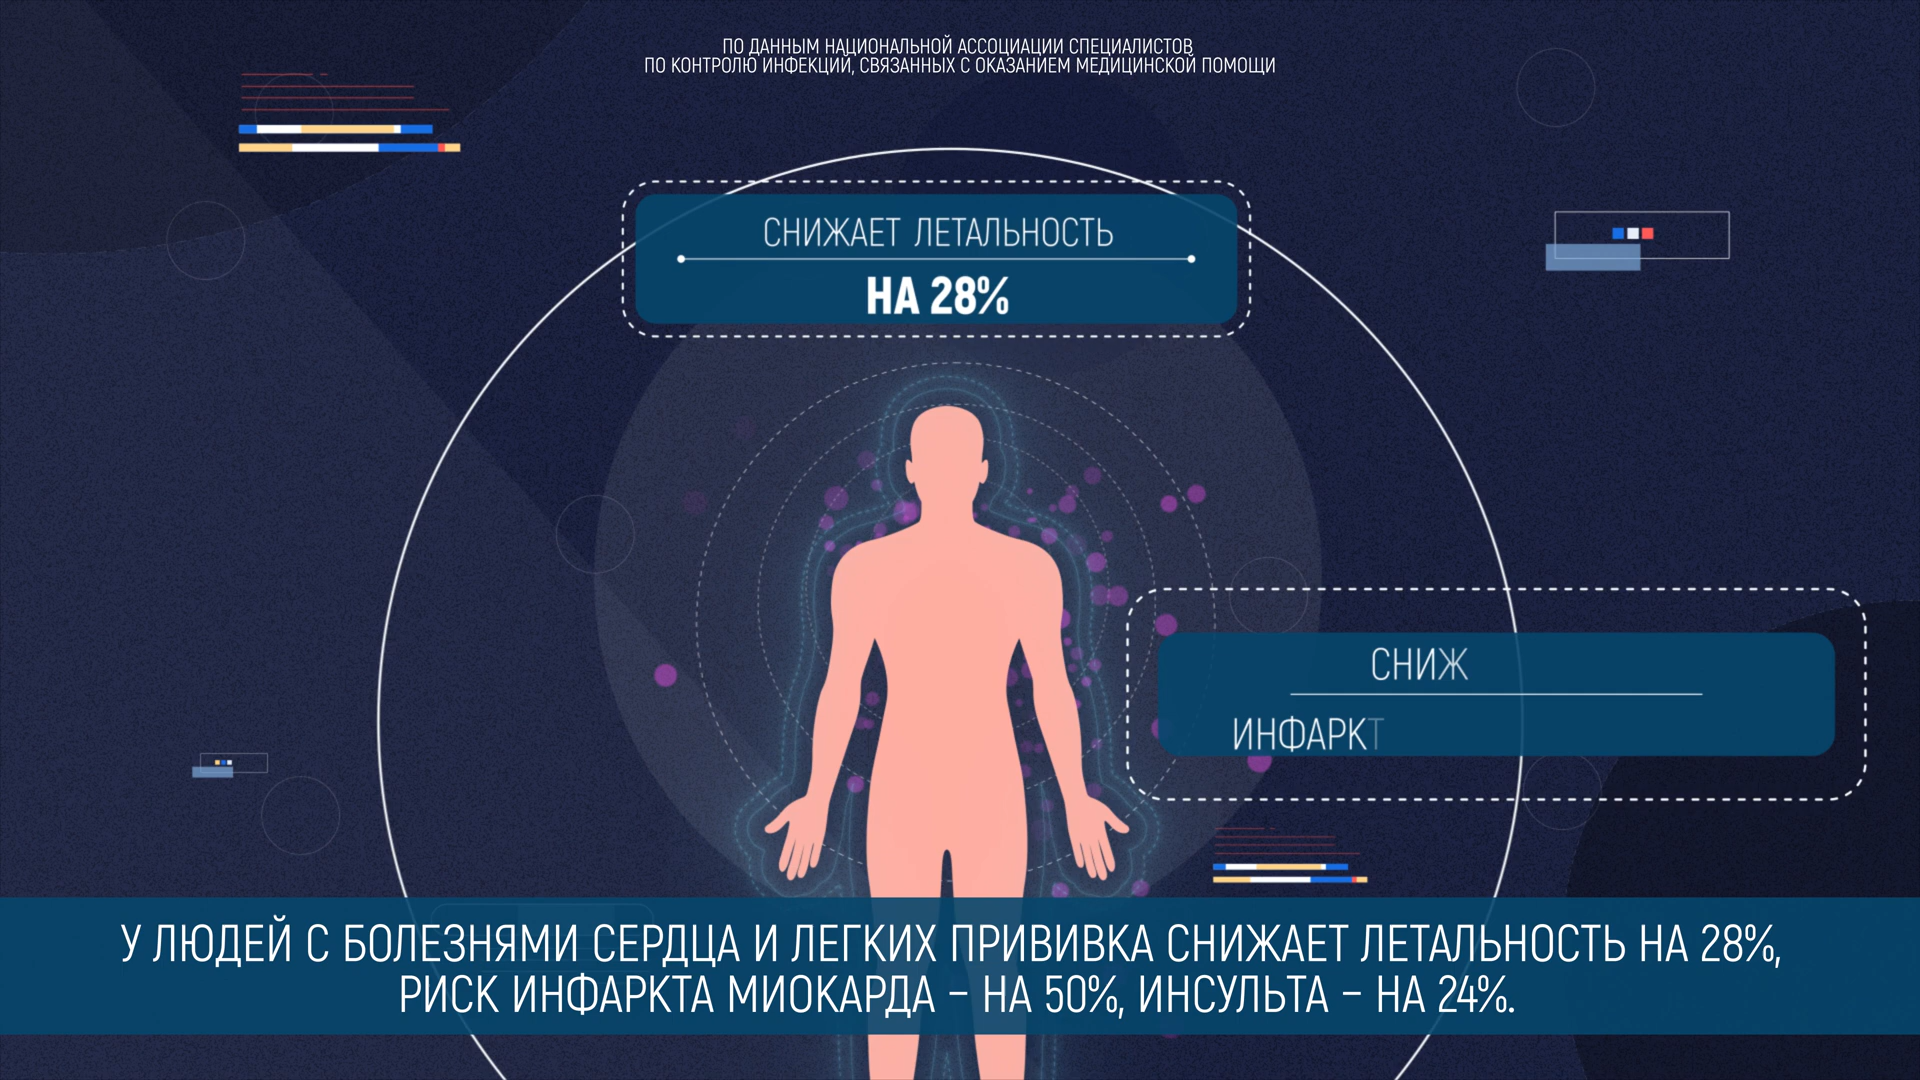 ПО ДАННЫМ НАЦИОНАЛЬНОЙ АССОЦИАЦИИ СПЕЦИАЛИСТОВ
ПО КОНТРОЛЮ ИНФЕКЦИЙ, СВЯЗАННЫХ С ОКАЗАНИЕМ МЕДИЦИНСКОЙ ПОМОЩИ
СНИЖАЕТ ЛЕТАЛЬНОСТЬ
НА 28%
СНИЖ
ИНФАРКТ
У ЛЮДЕЙ С БОЛЕЗНЯМИ СЕРДЦА И ЛЕГКИХ ПРИВИВКА СНИЖАЕТ ЛЕТАЛЬНОСТЬ НА 28%,
РИСК ИНФАРКТА МИОКАРДА – НА 50%, ИНСУЛЬТА – НА 24%.